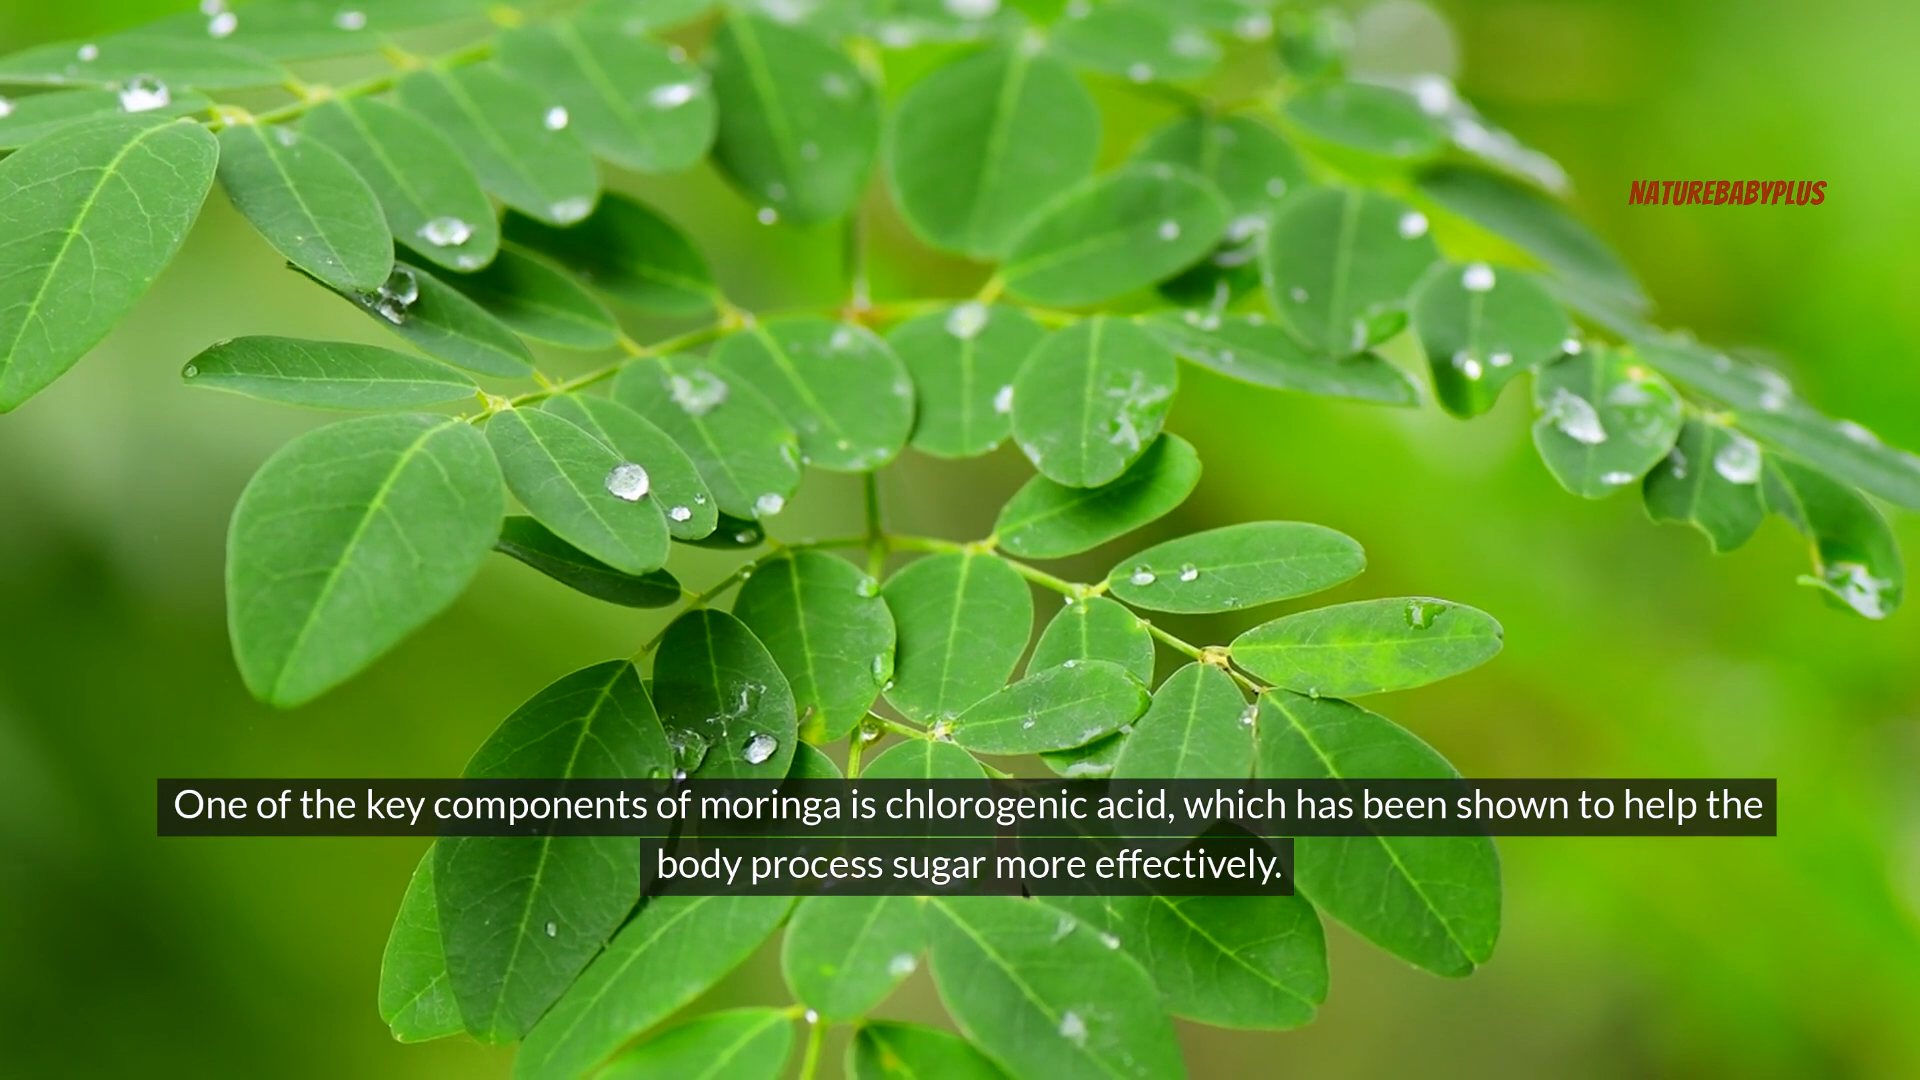 NATUREBABYPLUS
One of the key components of moringa is chlorogenic acid, which has been shown to help the
body process sugar more effectively.